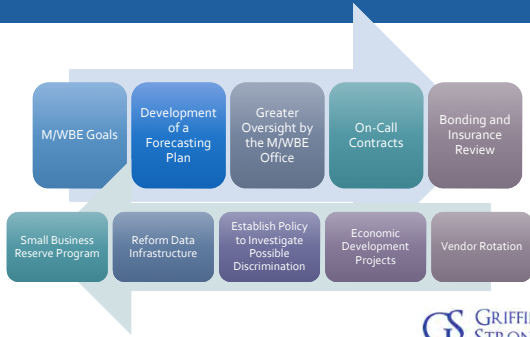 M/WBE Goals
Development
of a
Forecasting
Plan
Greater
Oversight by
the M/WBE
Office
On-Call
Contracts
Bonding and
Insurance
Review
Small Business
Reserve Program
Reform Data
Infrastructure
Establish Policy
to Investigate
Possible
Discrimination
Economic
Development
Projects
Vendor Rotation
GS